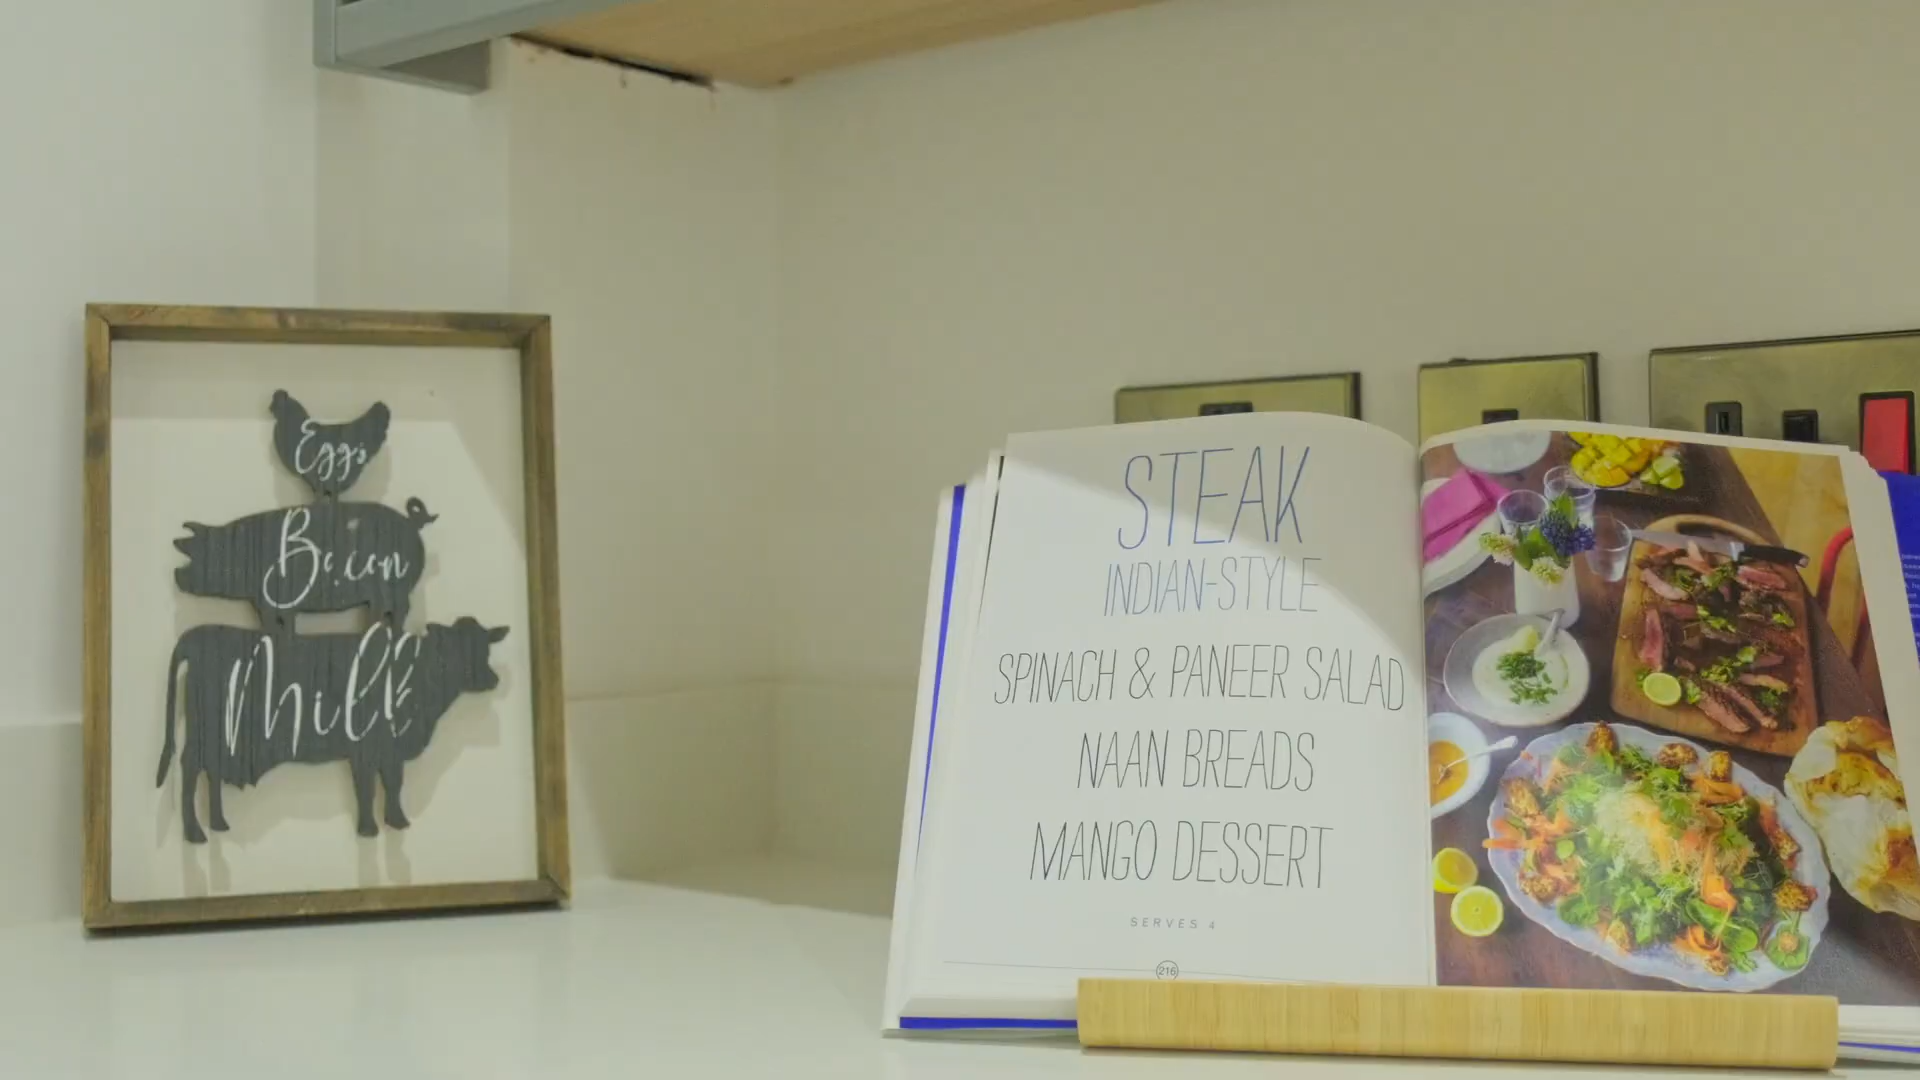 Eggs
Bacon
Milk
STEAK
INDIAN-STYLE
SPINACH & PANEER SALAD
NAAN BREADS
MANGO DESSERT
SERVES 4
216